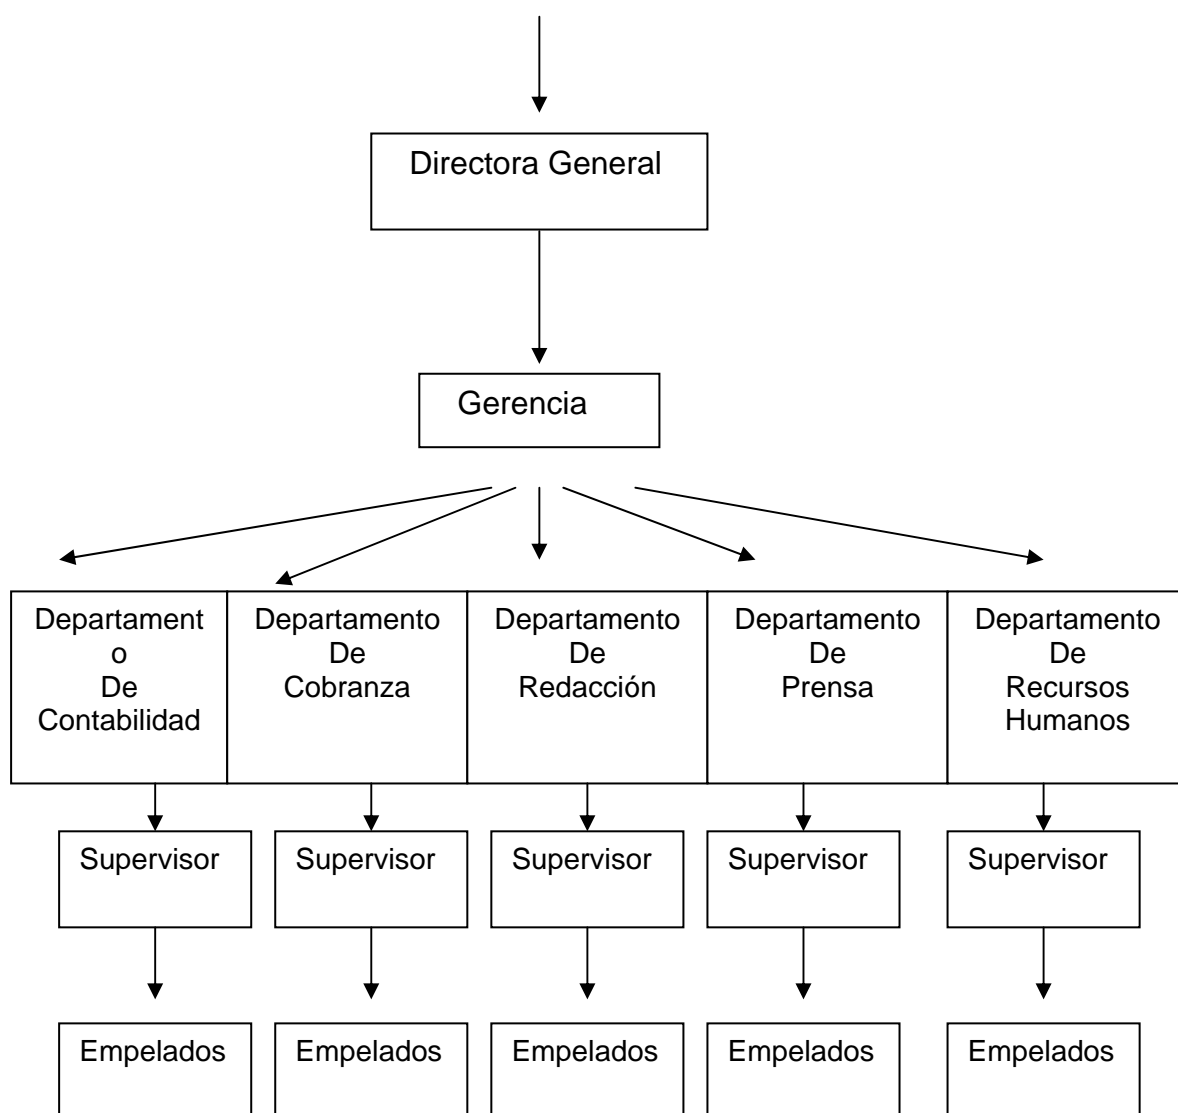 Directora General
Gerencia
Departament
o
De
Contabilidad
Departamento
De
Cobranza
Departamento
De
Redacción
Departamento
De
Prensa
Departamento
De
Recursos
Humanos
Supervisor
Supervisor
Supervisor
Supervisor
Supervisor
Empelados
Empelados
Empelados
Empelados
Empelados